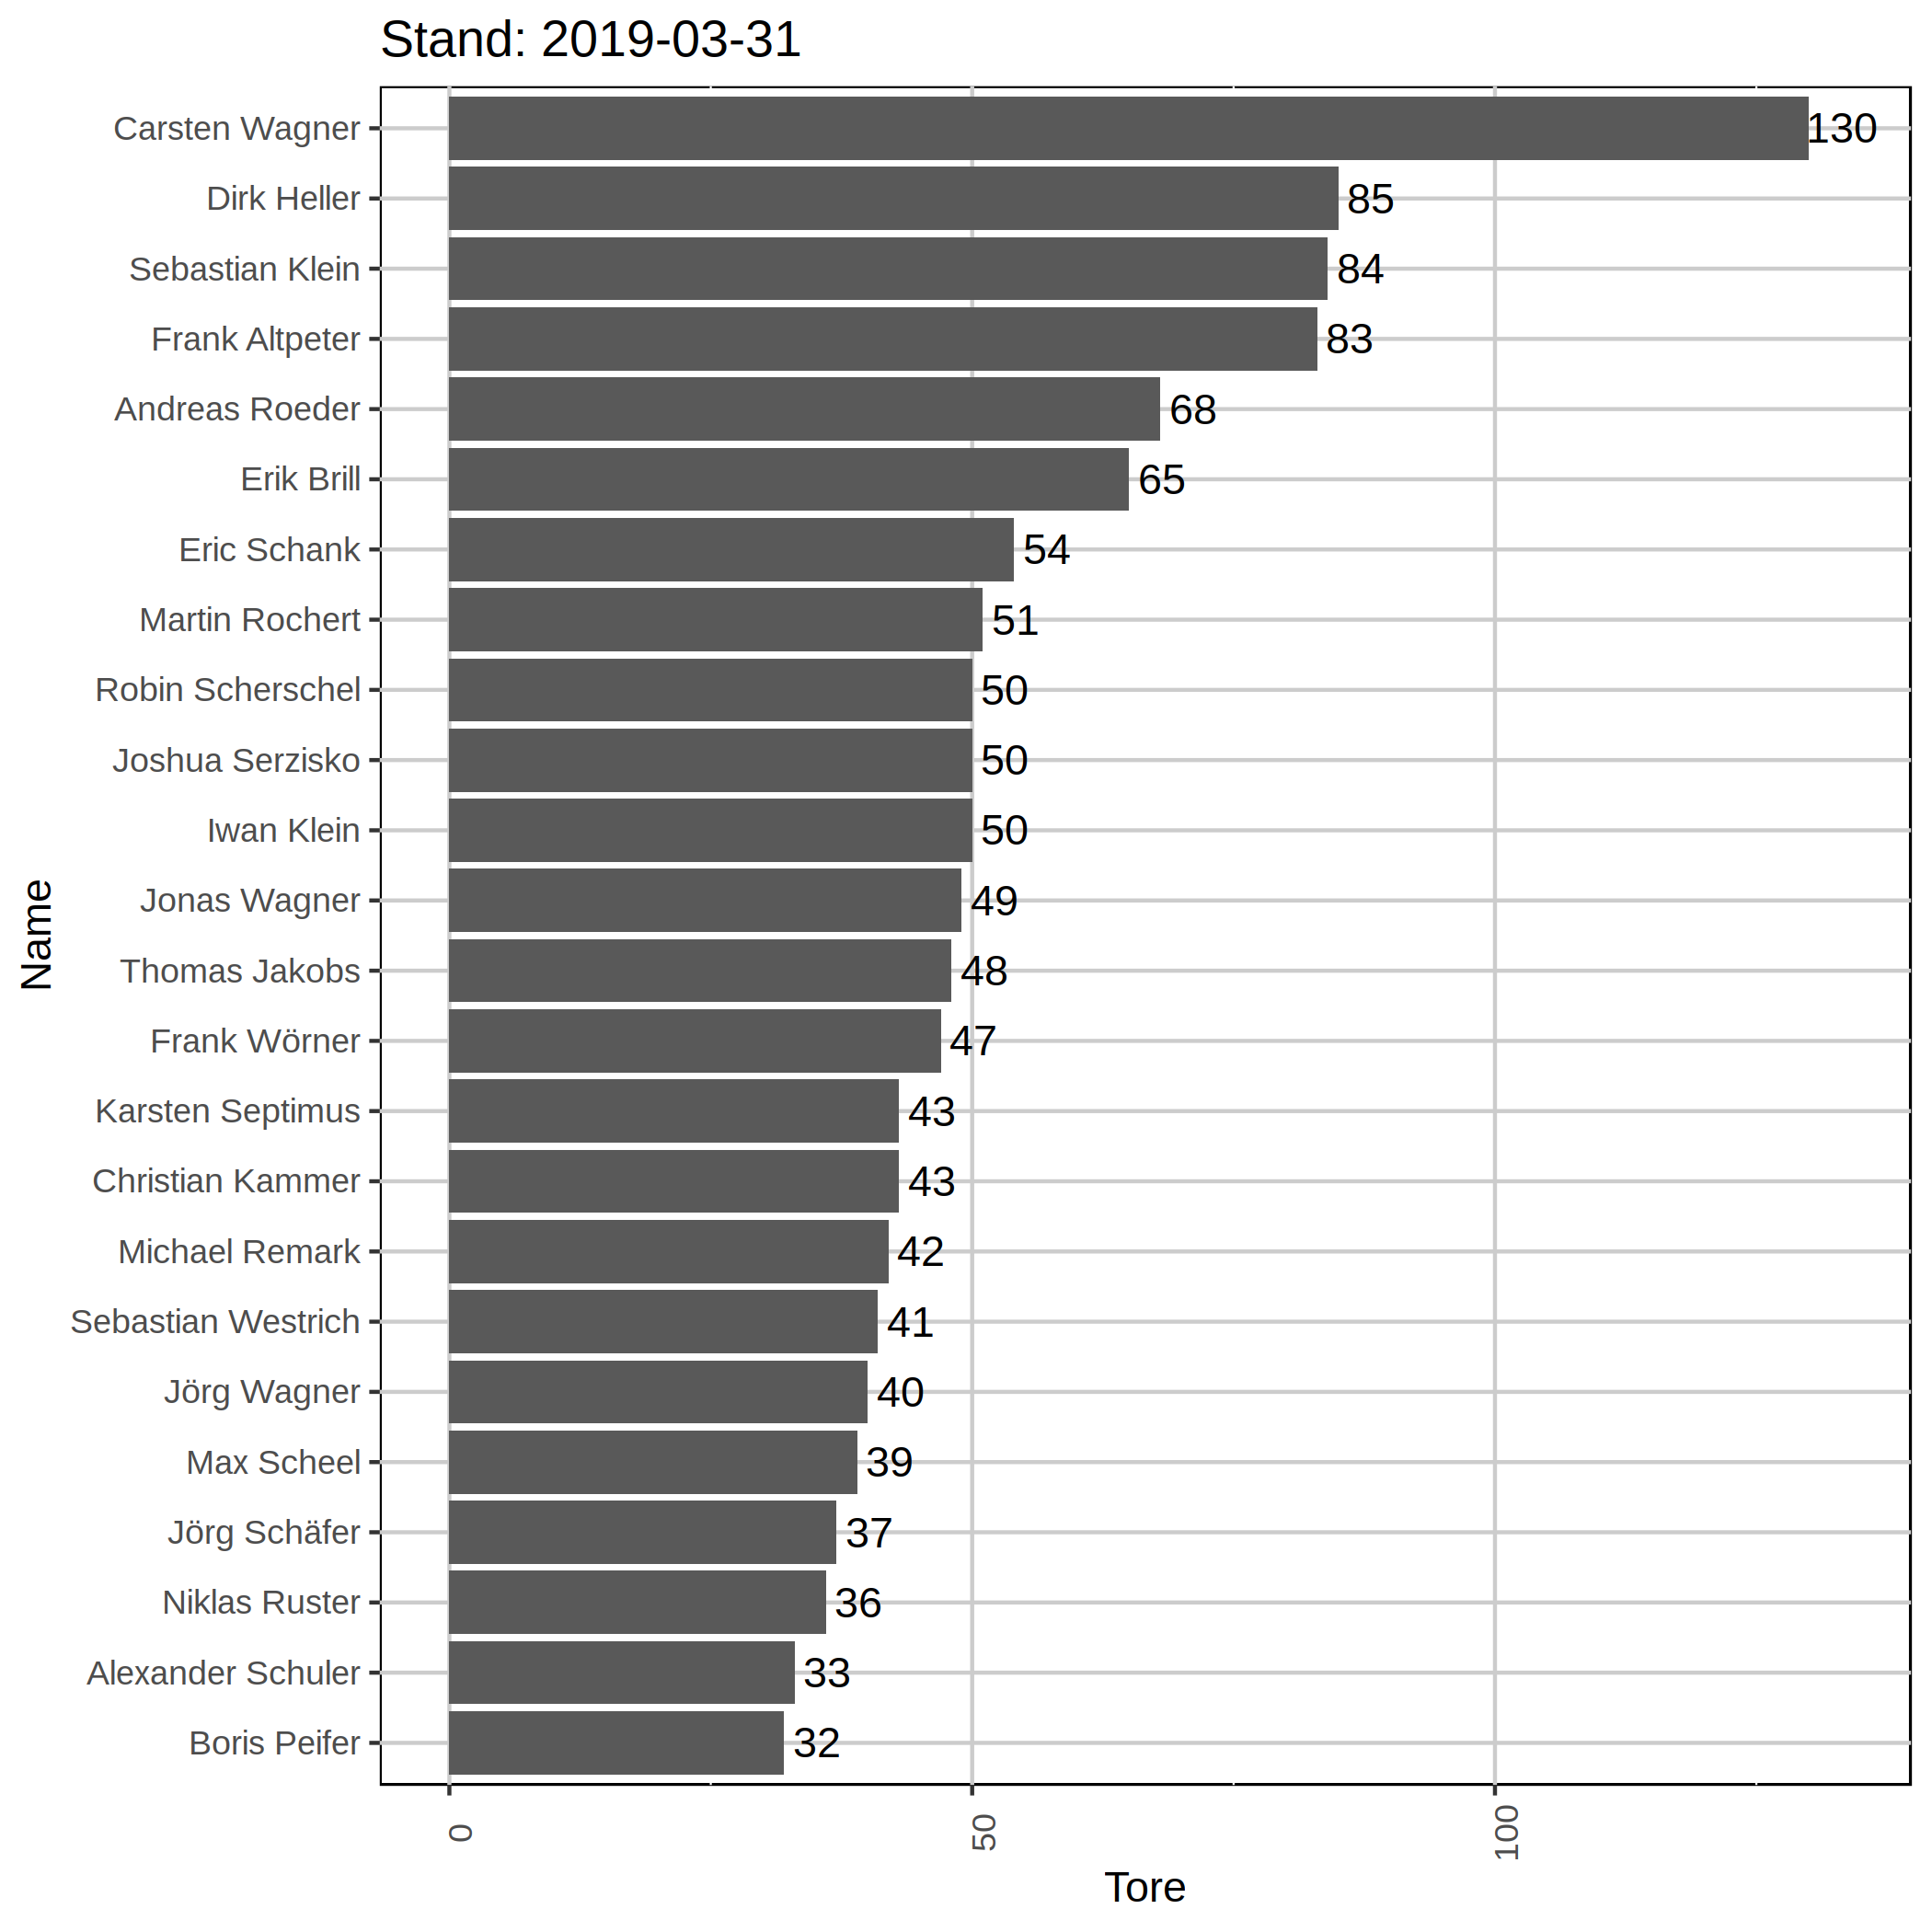 Stand: 2019-03-31
Carsten Wagner 130
Dirk Heller 85
Sebastian Klein 84
Frank Altpeter 83
Andreas Roeder 68
Erik Brill 65
Eric Schank 54
Martin Rochert 51
Robin Scherschel 50
Joshua Serzisko 50
Iwan Klein 50
Jonas Wagner 49
Thomas Jakobs 48
Frank Wörner 47
Karsten Septimus 43
Christian Kammer 43
Michael Remark 42
Sebastian Westrich 41
Jörg Wagner 40
Max Scheel 39
Jörg Schäfer 37
Niklas Ruster 36
Alexander Schuler 33
Boris Peifer 32
Name
0 50 100
Tore